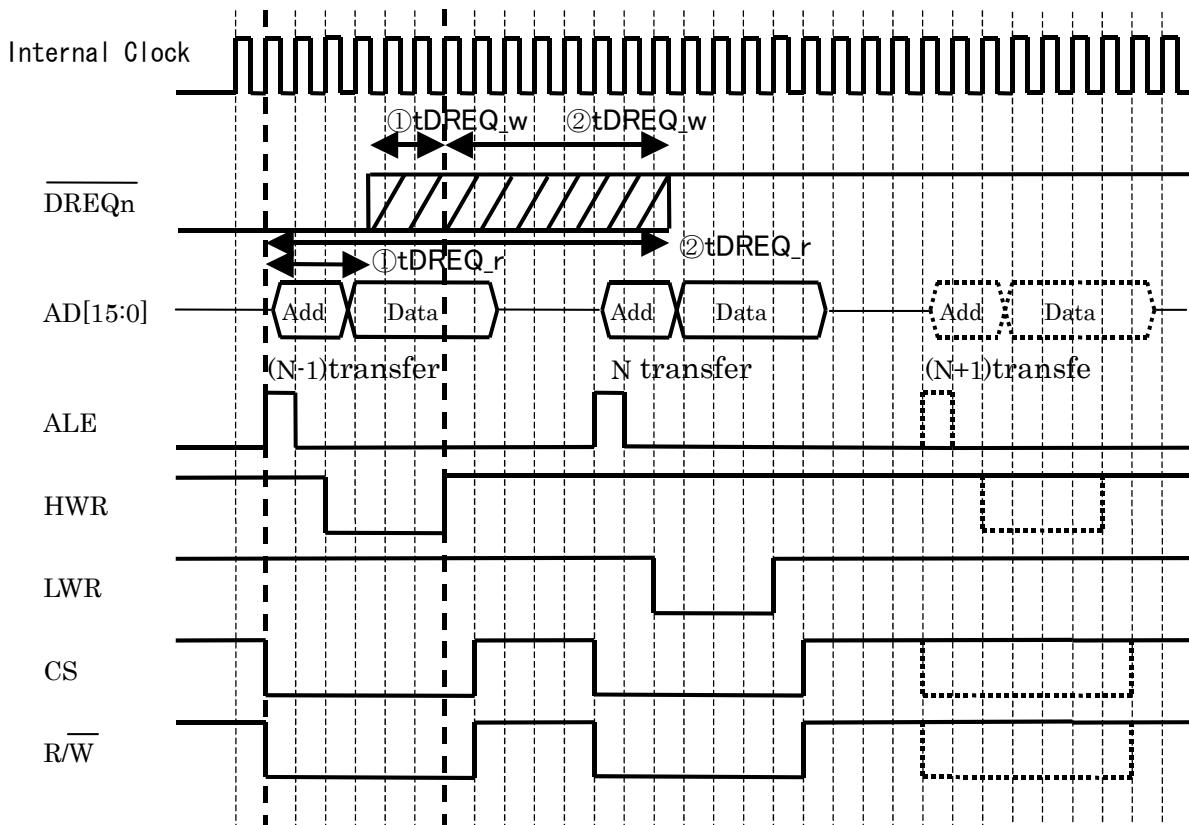 Internal Clock
①tDREQ_w ②tDREQ_w
DREQn
①tDREQ_r ②tDREQ_r
AD[15:0] Add Data Add Data Add Data
(N-1)transfer N transfer (N+1)transfe
ALE
HWR
LWR
CS
R/W